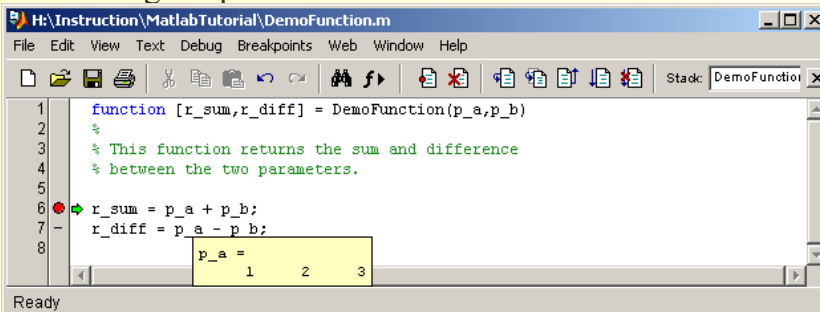 H:\Instruction\MatlabTutorial\DemoFunction.m
File Edit View Text Debug Breakpoints Web Window Help
Stack: DemoFunction
1 function [r_sum,r_diff] = DemoFunction(p_a,p_b)
2 %
3 % This function returns the sum and difference
4 % between the two parameters.
5
6 r_sum = p_a + p_b;
7 – r_diff = p_a - p_b;
8
p_a =
1 2 3
Ready